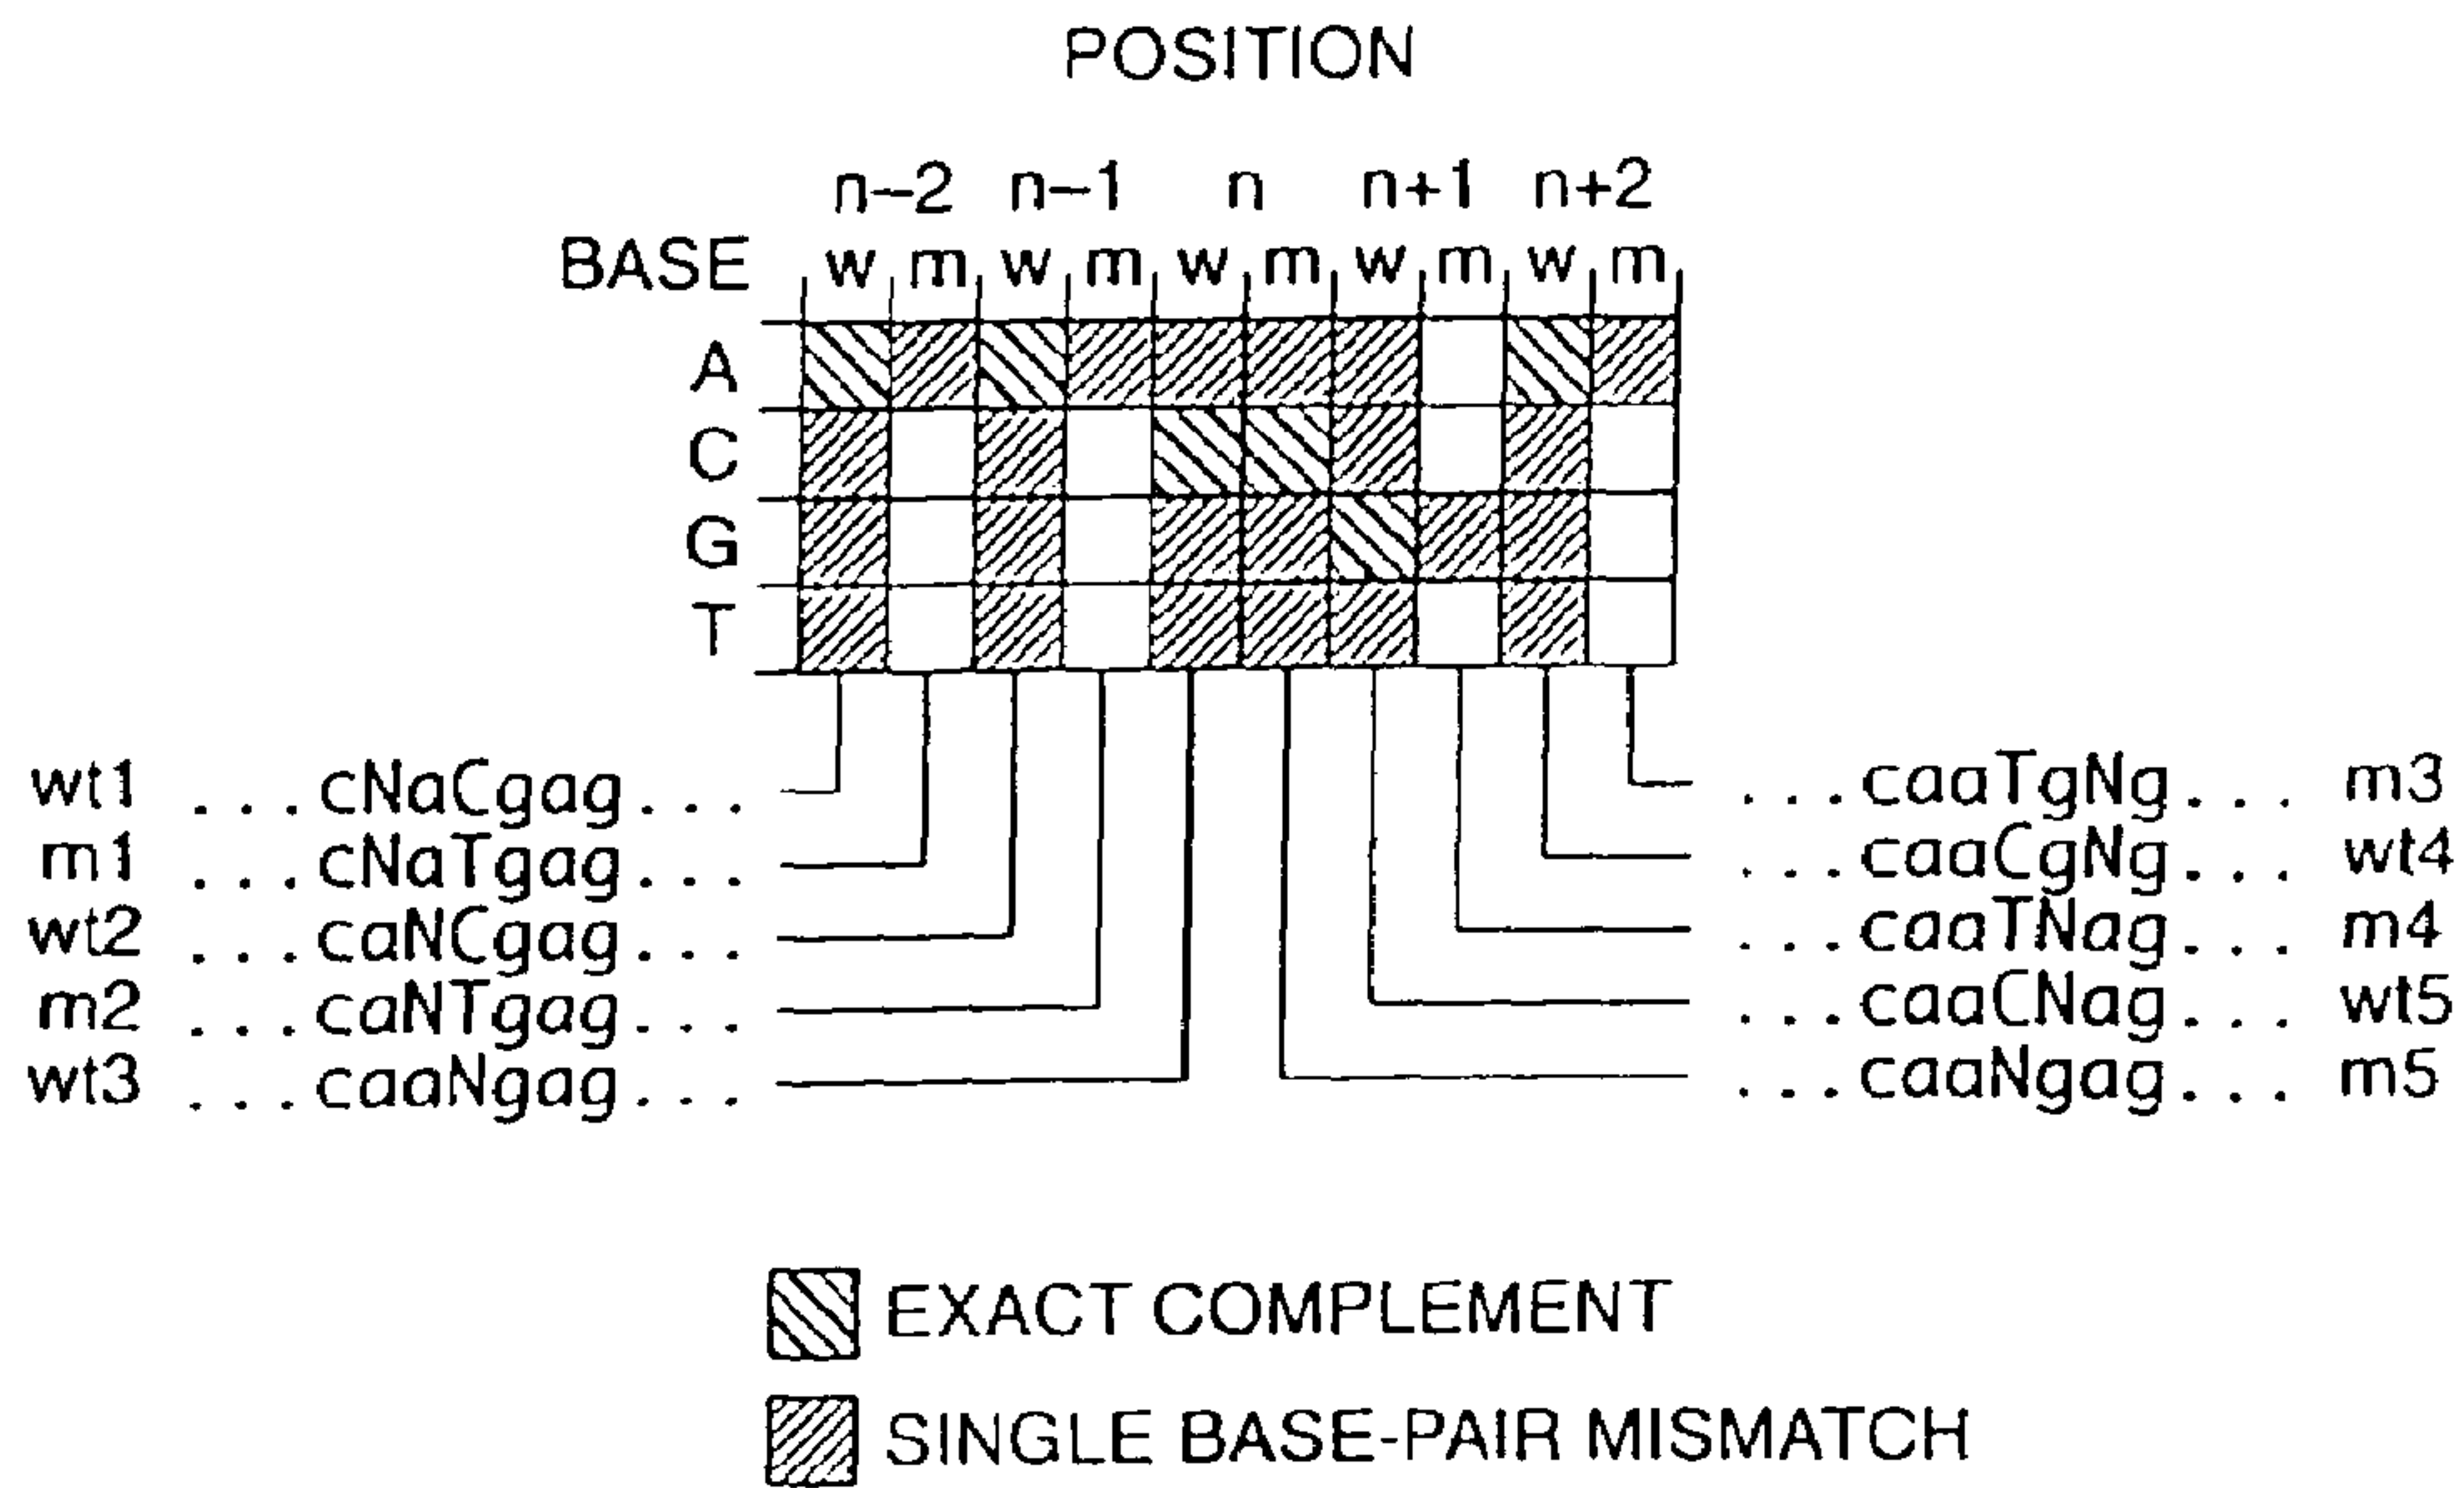 POSITION
n-2 n-1 n n+1 n+2
BASE w m w m w m w m w m
A
C
G
T
wt1 ...cNaCgag...
m1 ...cNaTgag...
wt2 ...caNCgag...
m2 ...caNTgag...
wt3 ...caaNgag...
...caaTgNg... m3
...caaCgNg... wt4
...caaTNag... m4
...caaCNag... wt5
...caaNgag... m5
EXACT COMPLEMENT
SINGLE BASE-PAIR MISMATCH